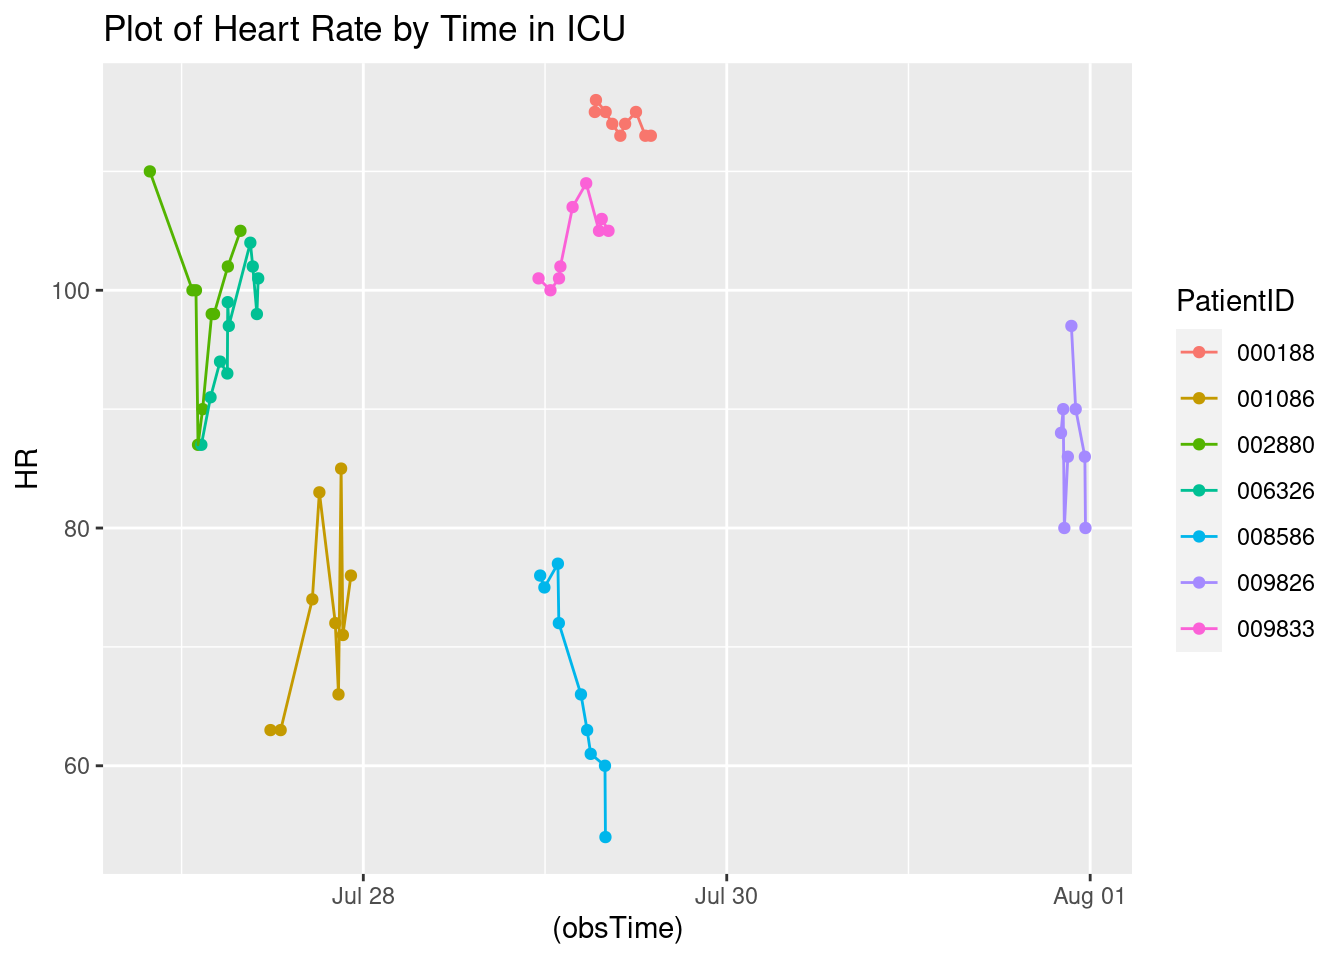 Plot of Heart Rate by Time in ICU
HR
100
80
60
Jul 28
Jul 30
Aug 01
(obsTime)
PatientID
000188
001086
002880
006326
008586
009826
009833